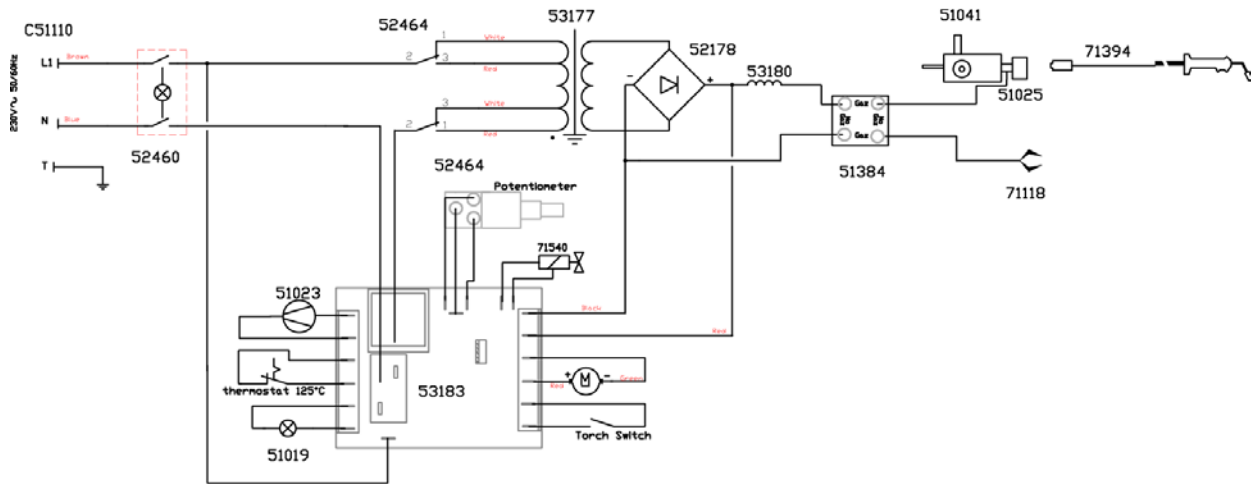 C51110
52464
53177
51041
L1
Brown
1
White
52178
71394
2
3
Red
-
+
53180
51025
230V~ 50/60Hz
N
Blue
3
White
Gaz
2
1
Red
Gaz
T
52460
52464
51384
71118
Potentiometer
71540
51023
Black
Red
thermostat 125°C
53183
+
M
-
Red
Green
51019
Torch Switch